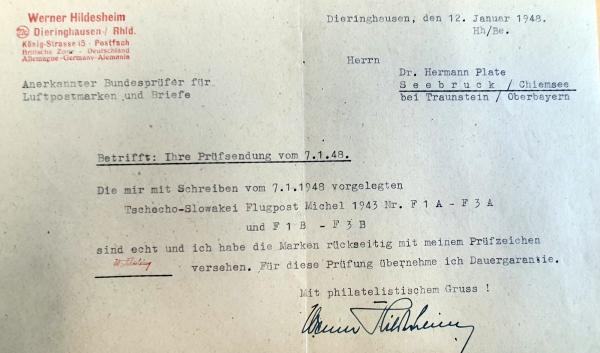 Werner Hildesheim
Dieringhausen / Rhld.
König-Strasse 15 - Postfach
Britische Zone - Deutschland
Allemagne-Germany-Alemania
Dieringhausen, den 12. Januar 1948.
Hh/Be.
Anerkannter Bundesprüfer für
Luftpostmarken und Briefe
Herrn
Dr. Hermann Plate
Seebruck / Chiemsee
bei Traunstein / Oberbayern
Betrifft: Ihre Prüfsendung vom 7.1.48.
Die mir mit Schreiben vom 7.1.1948 vorgelegten
Tschecho-Slowakei Flugpost Michel 1943 Nr. F 1 A - F 3 A
und F 1 B - F 3 B
sind echt und ich habe die Marken rückseitig mit meinem Prüfzeichen
versehen. Für diese Prüfung übernehme ich Dauergarantie.
Mit philatelistischem Gruss !
Werner Hildesheim